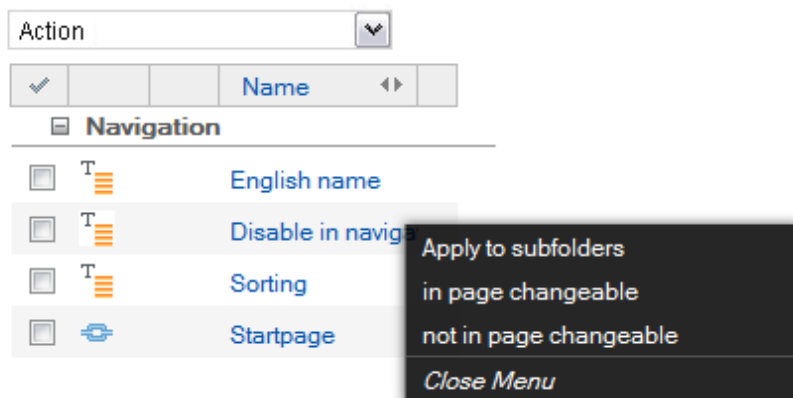 Action
Name
Navigation
English name
Disable in naviga
Sorting
Startpage
Apply to subfolders
in page changeable
not in page changeable
Close Menu